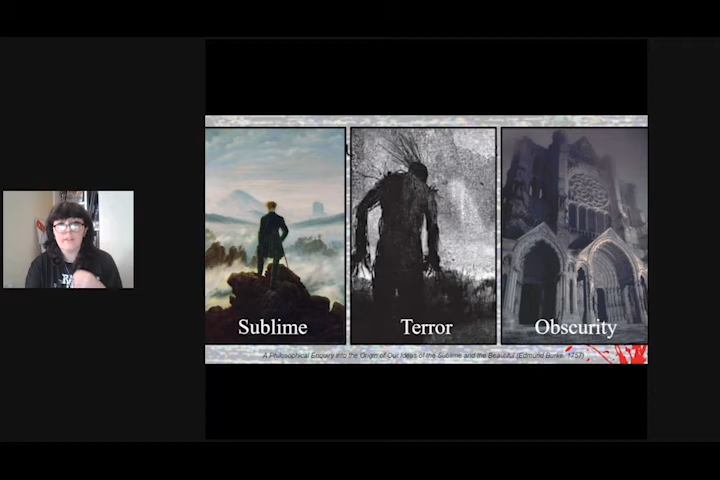 Sublime
Terror
Obscurity
A Philosophical Enquiry into the Origin of Our Ideas of the Sublime and the Beautiful (Edmund Burke, 1757)